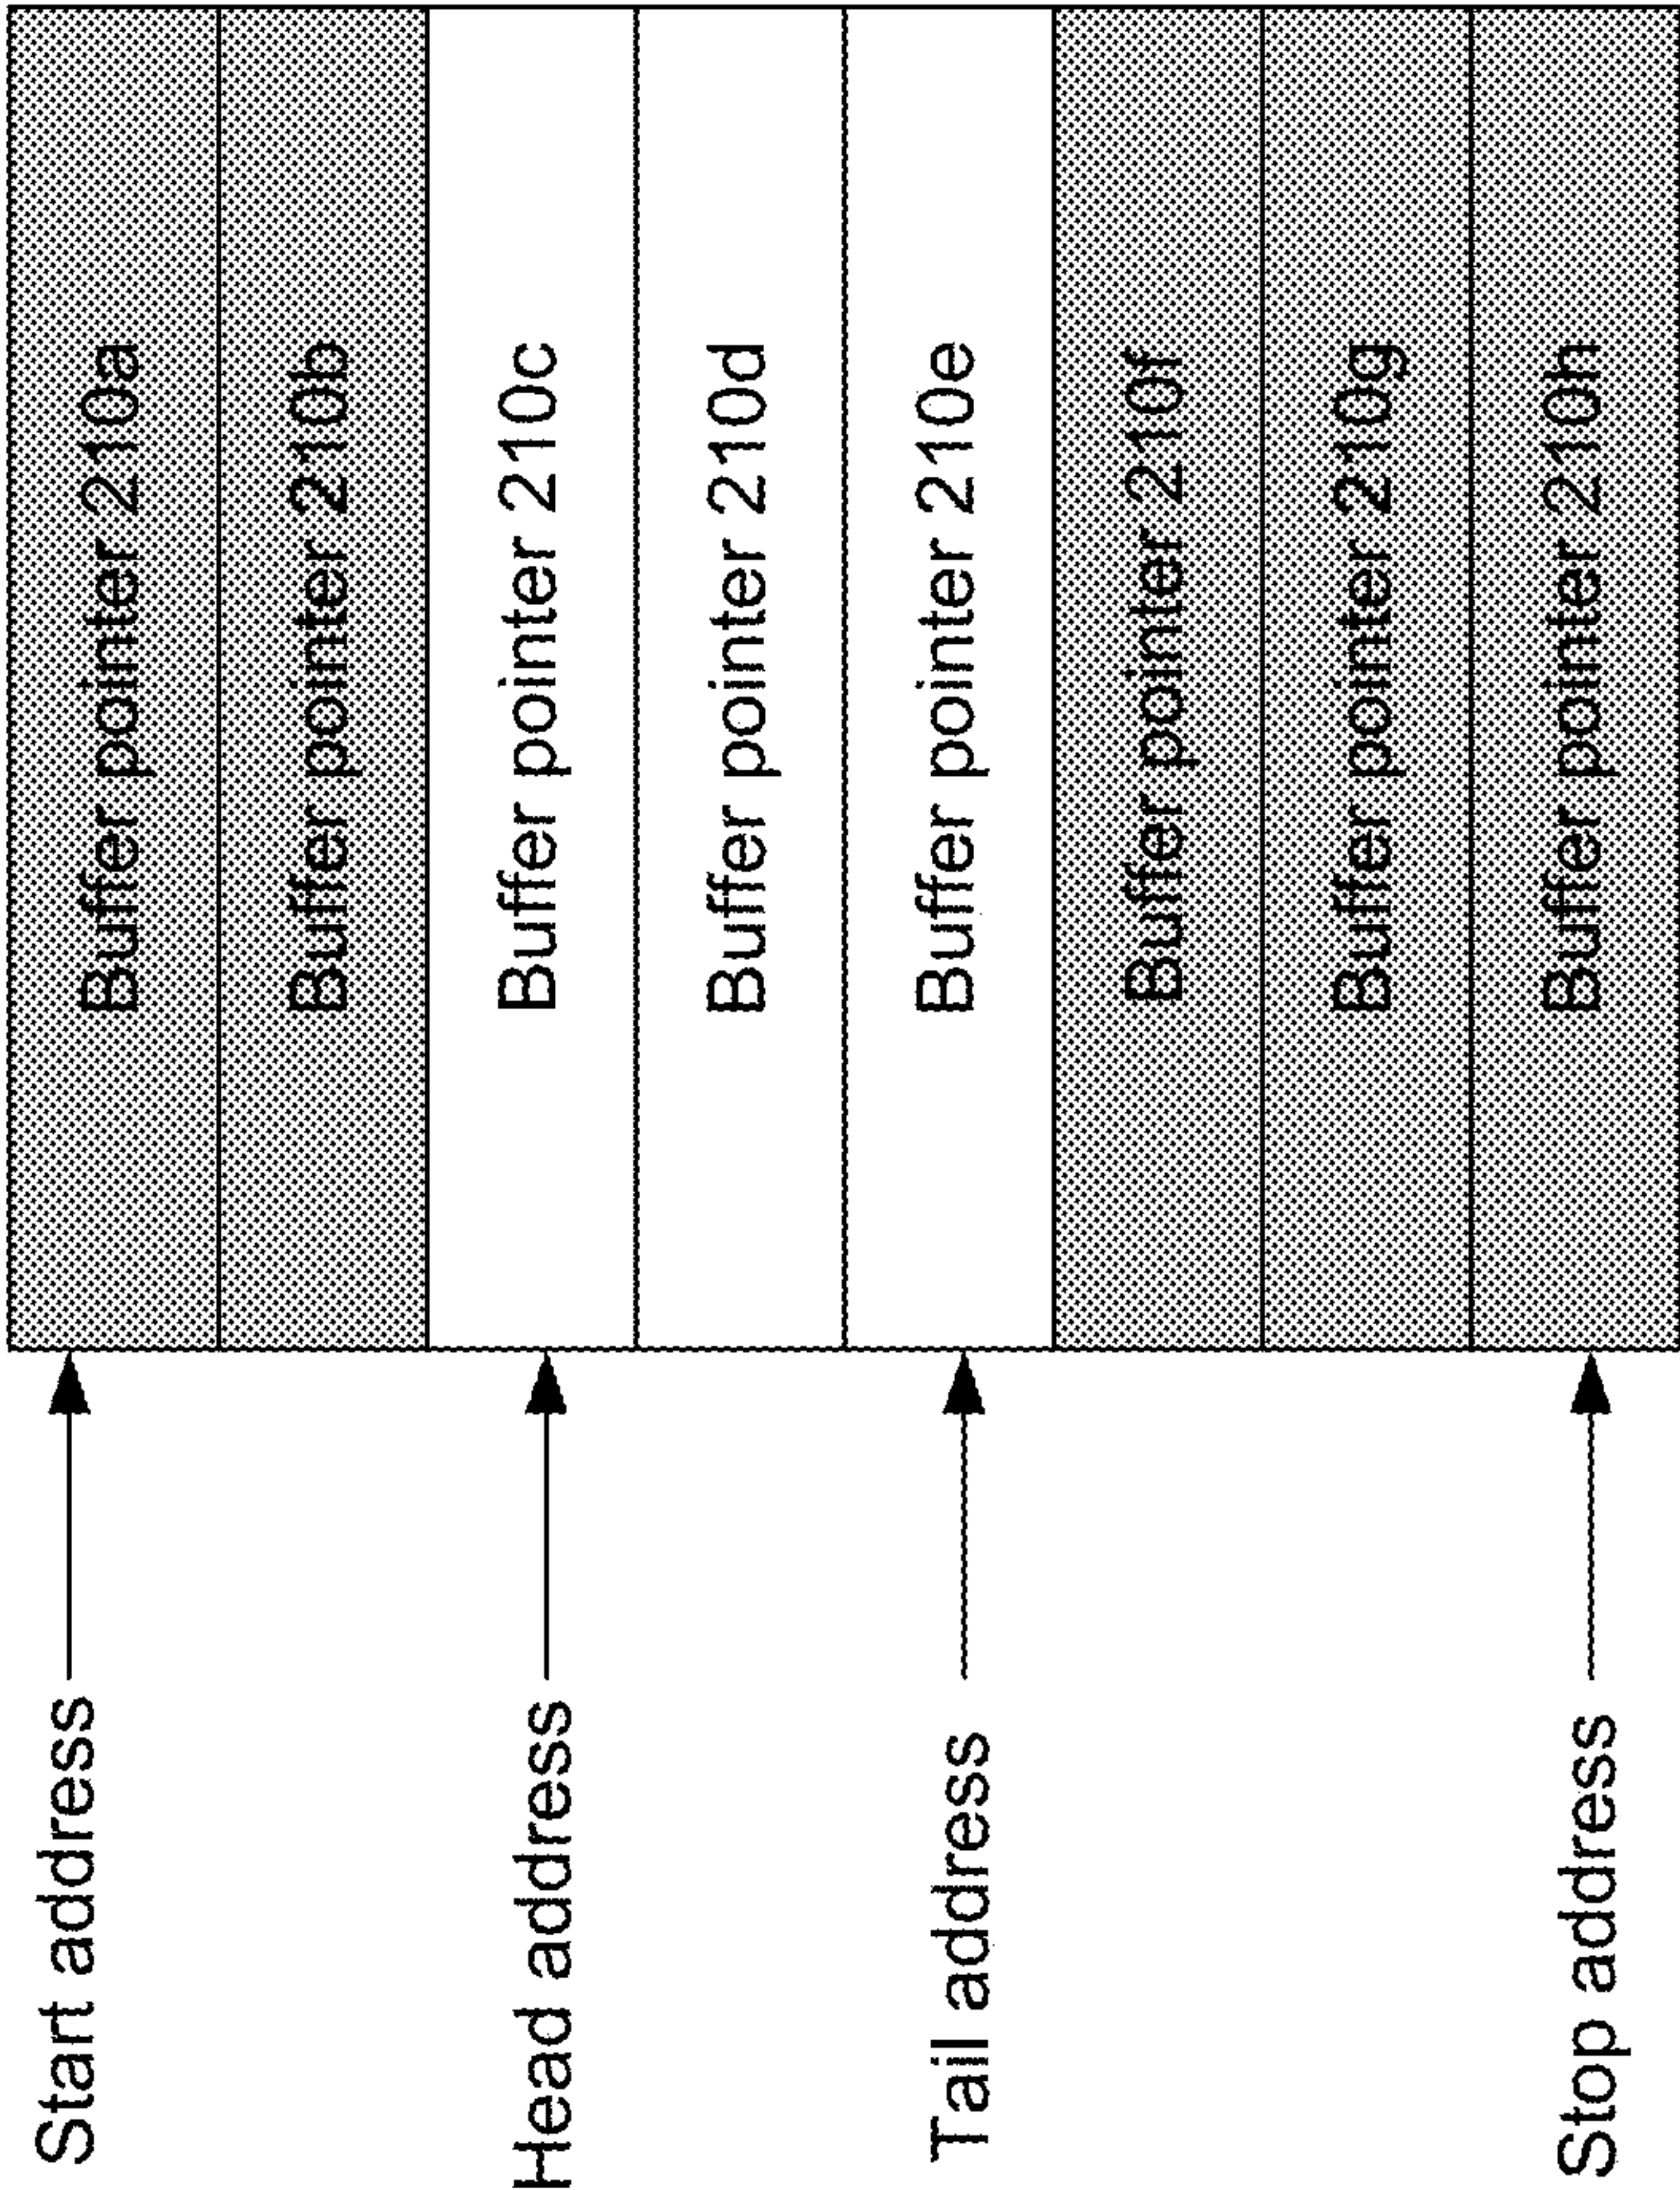 Start address
Buffer pointer 210a
Buffer pointer 210b
Head address
Buffer pointer 210c
Buffer pointer 210d
Tail address
Buffer pointer 210e
Buffer pointer 210f
Buffer pointer 210g
Stop address
Buffer pointer 210h